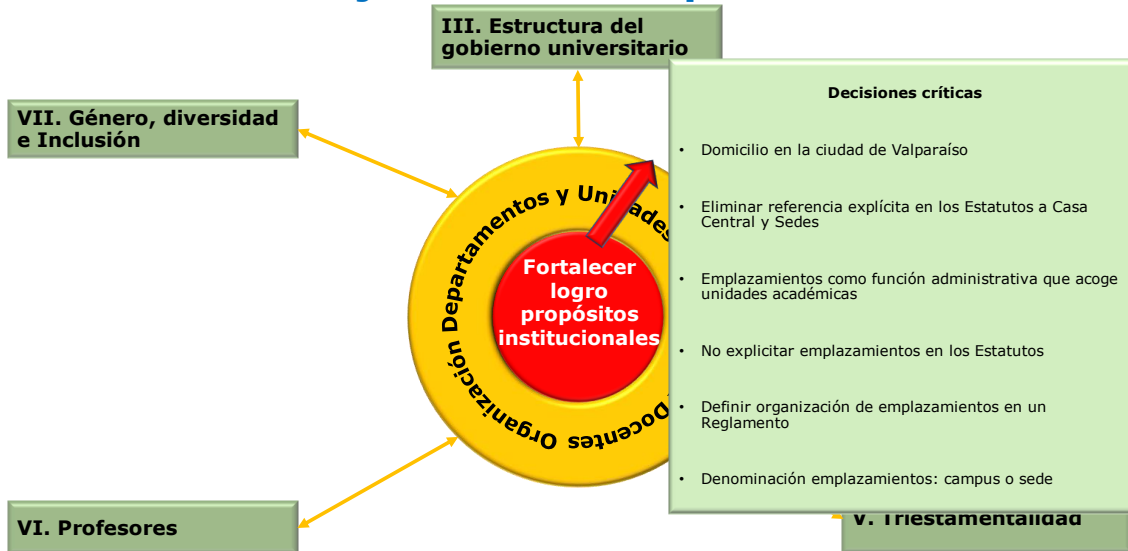 III. Estructura del
gobierno universitario
VII. Género, diversidad
e Inclusión
Decisiones críticas
• Domicilio en la ciudad de Valparaíso
• Eliminar referencia explícita en los Estatutos a Casa
Central y Sedes
• Emplazamientos como función administrativa que acoge
unidades académicas
• No explicitar emplazamientos en los Estatutos
• Definir organización de emplazamientos en un
Reglamento
• Denominación emplazamientos: campus o sede
Organización Departamentos y Unidades Docentes
Fortalecer
logro
propósitos
institucionales
VI. Profesores
V. Triestamentalidad